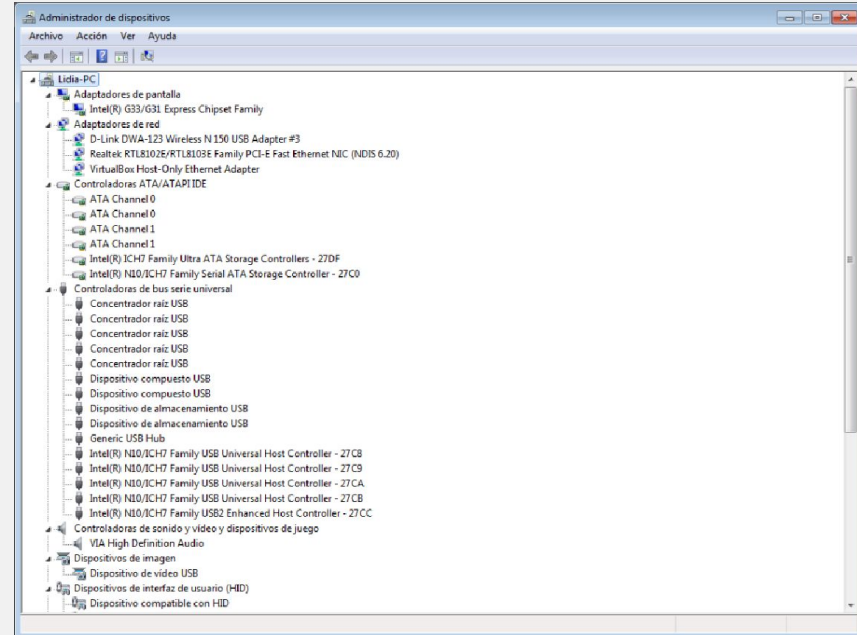 Administrador de dispositivos
Archivo Acción Ver Ayuda
Lidia-PC
Adaptadores de pantalla
Intel(R) G33/G31 Express Chipset Family
Adaptadores de red
D-Link DWA-123 Wireless N 150 USB Adapter #3
Realtek RTL8102E/RTL8103E Family PCI-E Fast Ethernet NIC (NDIS 6.20)
VirtualBox Host-Only Ethernet Adapter
Controladoras ATA/ATAPI IDE
ATA Channel 0
ATA Channel 0
ATA Channel 1
ATA Channel 1
Intel(R) ICH7 Family Ultra ATA Storage Controllers - 27DF
Intel(R) N10/ICH7 Family Serial ATA Storage Controller - 27C0
Controladoras de bus serie universal
Concentrador raíz USB
Concentrador raíz USB
Concentrador raíz USB
Concentrador raíz USB
Concentrador raíz USB
Dispositivo compuesto USB
Dispositivo compuesto USB
Dispositivo de almacenamiento USB
Dispositivo de almacenamiento USB
Generic USB Hub
Intel(R) N10/ICH7 Family USB Universal Host Controller - 27C8
Intel(R) N10/ICH7 Family USB Universal Host Controller - 27C9
Intel(R) N10/ICH7 Family USB Universal Host Controller - 27CA
Intel(R) N10/ICH7 Family USB Universal Host Controller - 27CB
Intel(R) N10/ICH7 Family USB2 Enhanced Host Controller - 27CC
Controladoras de sonido y vídeo y dispositivos de juego
VIA High Definition Audio
Dispositivos de imagen
Dispositivo de vídeo USB
Dispositivos de interfaz de usuario (HID)
Dispositivo compatible con HID